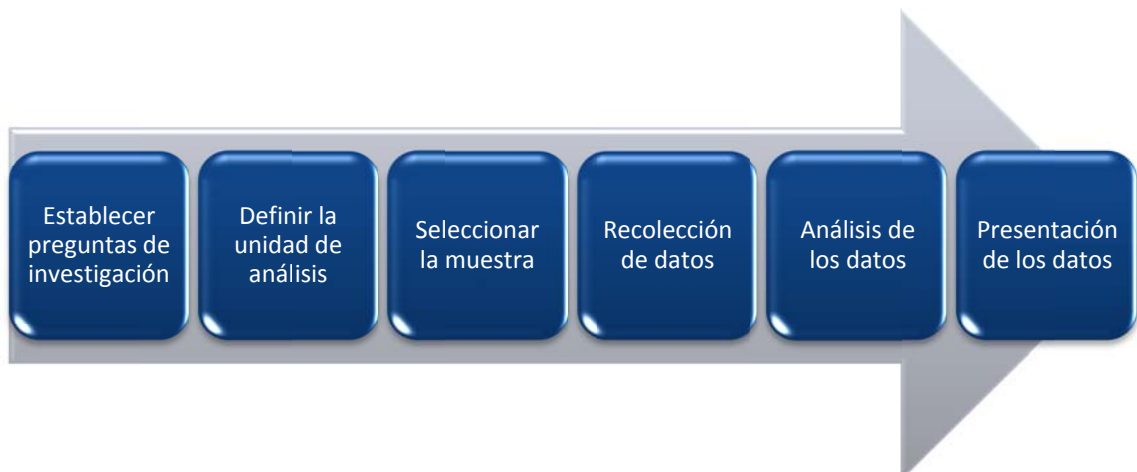 Establecer
preguntas de
investigación
Definir la
unidad de
análisis
Seleccionar
la muestra
Recolección
de datos
Análisis de
los datos
Presentación
de los datos